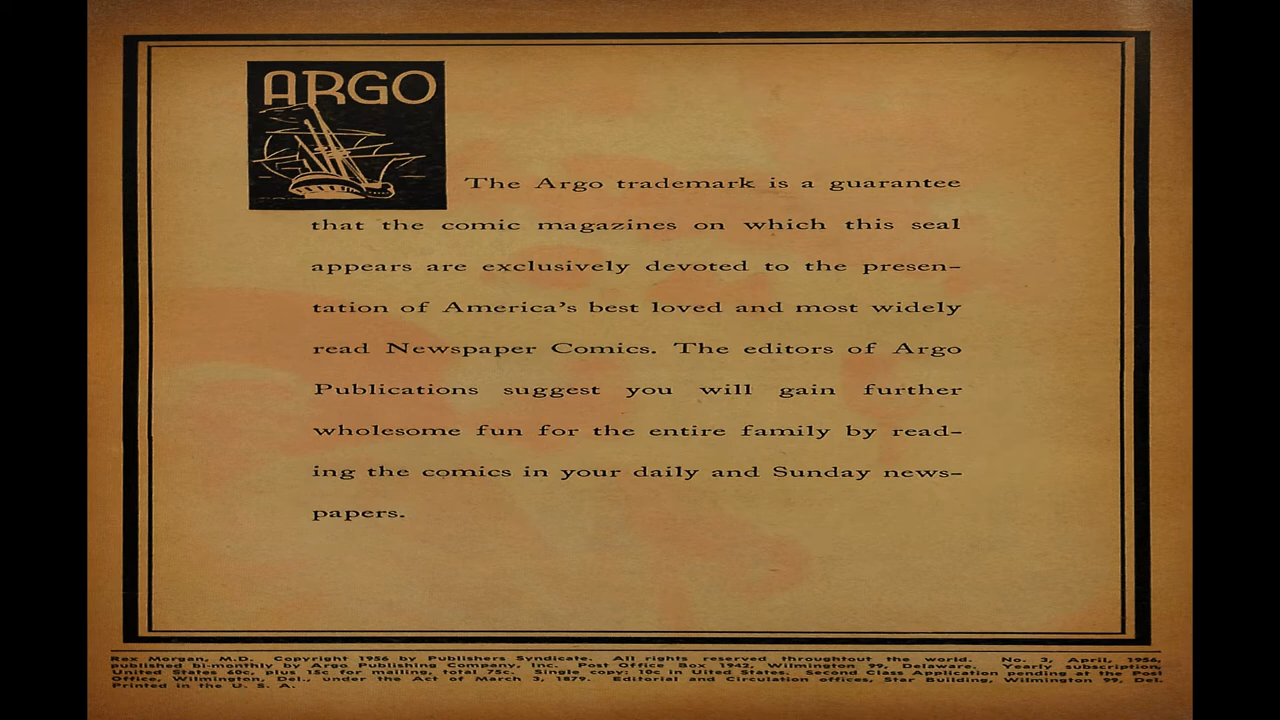 ARGO
The Argo trademark is a guarantee
that the comic magazines on which this seal
appears are exclusively devoted to the presen-
tation of America's best loved and most widely
read Newspaper Comics. The editors of Argo
Publications suggest you will gain further
wholesome fun for the entire family by read-
ing the comics in your daily and Sunday news-
papers.
Rex Morgan, M.D. Copyright 1956 by Publishers Syndicate. All rights reserved throughtout the world. No. 3, April, 1956,
published bi-monthly by Argo Publishing Company, Inc. Post Office Box 1942, Wilmington 99, Delaware. Yearly subscription,
United States 60c, plus 15c for mailing, total 75c. Single copy: 10c in Uited States. Second Class Application pending at the Post
Office, Wilmington, Del., under the Act of March 3, 1879. Editorial and Circulation offices, Star Building, Wilmington 99, Del.
Printed in the U. S. A.